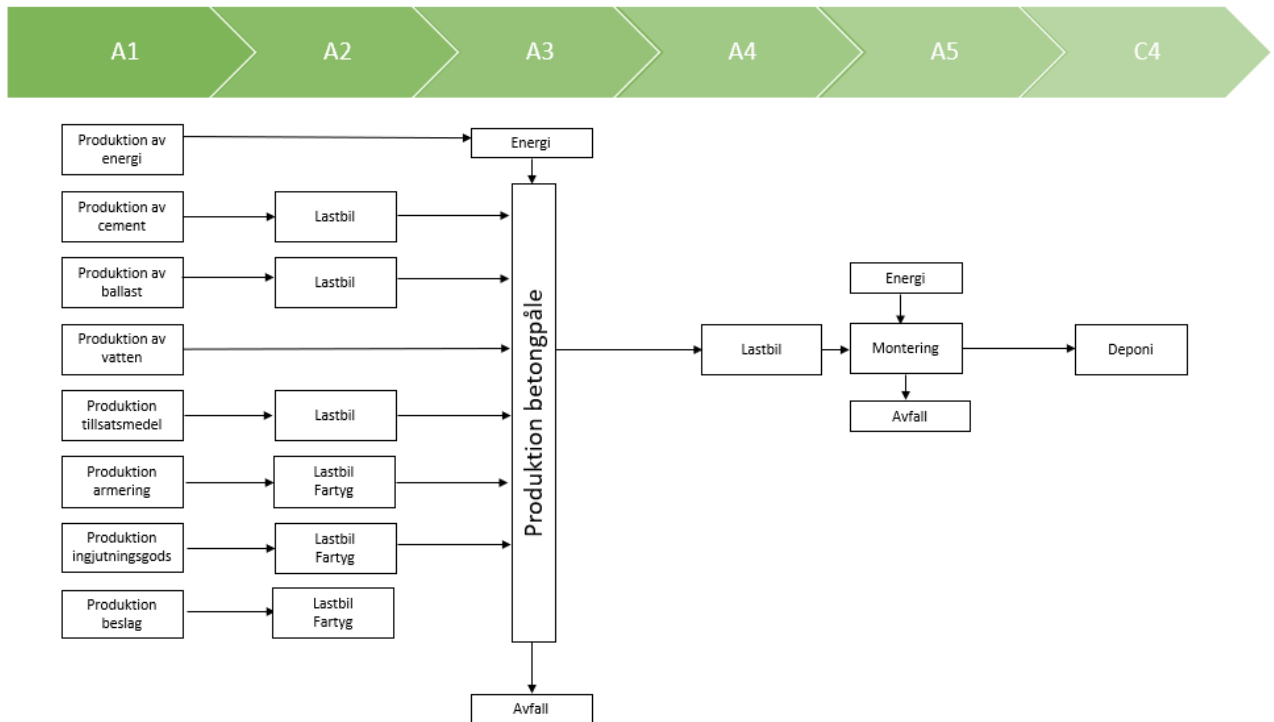 A1
A2
A3
A4
A5
C4
Produktion av
energi
Energi
Produktion av
cement
Lastbil
Produktion av
ballast
Lastbil
Energi
Produktion av
vatten
Produktion betongpåle
Lastbil
Montering
Deponi
Produktion
tillsatsmedel
Lastbil
Avfall
Produktion
armering
Lastbil
Fartyg
Produktion
ingjutningsgods
Lastbil
Fartyg
Produktion
beslag
Lastbil
Fartyg
Avfall